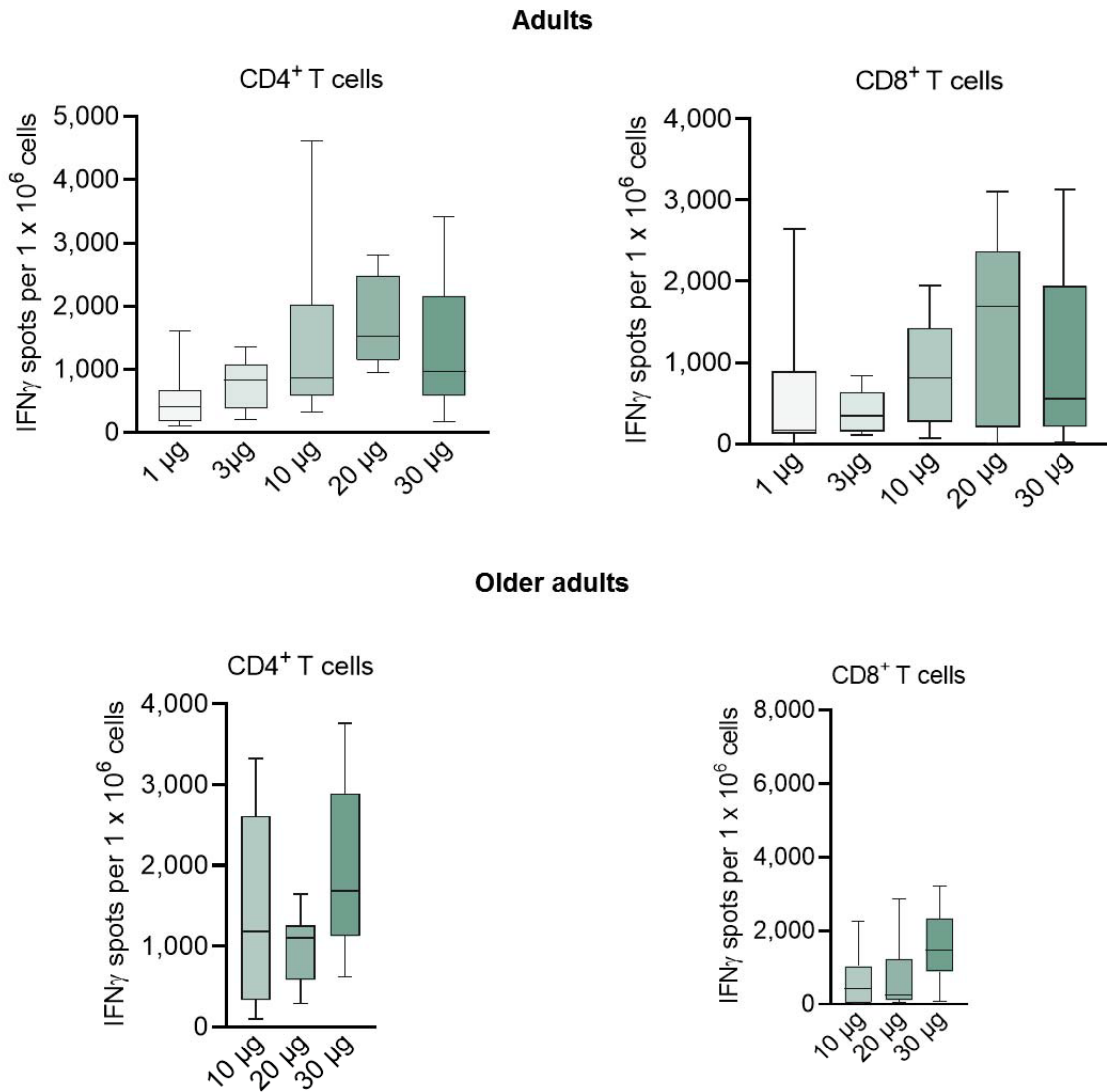 Adults
CD4⁺ T cells
IFNγ spots per 1 x 10⁶ cells
5,000
4,000
3,000
2,000
1,000
0
1 µg
3µg
10 µg
20 µg
30 µg
CD8⁺ T cells
IFNγ spots per 1 x 10⁶ cells
4,000
3,000
2,000
1,000
0
1 µg
3µg
10 µg
20 µg
30 µg
Older adults
CD4⁺ T cells
IFNγ spots per 1 x 10⁶ cells
4,000
3,000
2,000
1,000
0
10 µg
20 µg
30 µg
CD8⁺ T cells
IFNγ spots per 1 x 10⁶ cells
8,000
6,000
4,000
2,000
0
10 µg
20 µg
30 µg